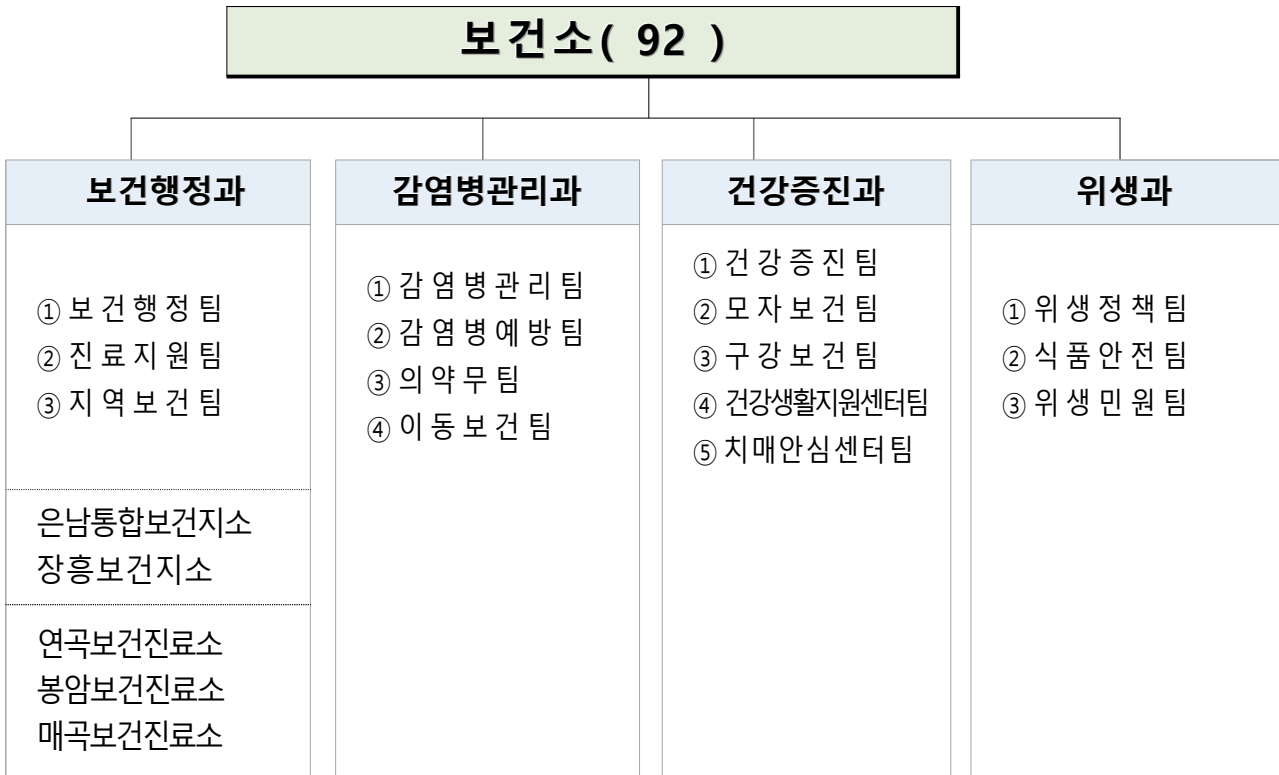 보건소( 92 )
보건행정과
① 보건행정팀
② 진료지원팀
③ 지역보건팀
은남통합보건지소
장흥보건지소
연곡보건진료소
봉암보건진료소
매곡보건진료소
감염병관리과
① 감염병관리팀
② 감염병예방팀
③ 의약무팀
④ 이동보건팀
건강증진과
① 건강증진팀
② 모자보건팀
③ 구강보건팀
④ 건강생활지원센터팀
⑤ 치매안심센터팀
위생과
① 위생정책팀
② 식품안전팀
③ 위생민원팀